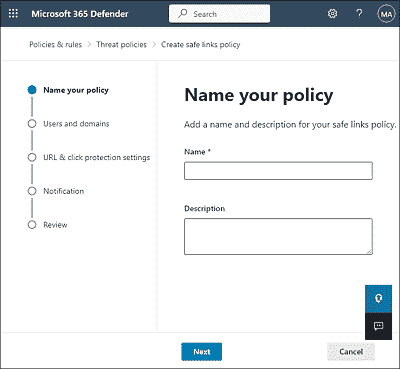 Microsoft 365 Defender
Search
?
MA
Policies & rules > Threat policies > Create safe links policy
Name your policy
Users and domains
URL & click protection settings
Notification
Review
Name your policy
Add a name and description for your safe links policy.
Name *
Description
Next
Cancel